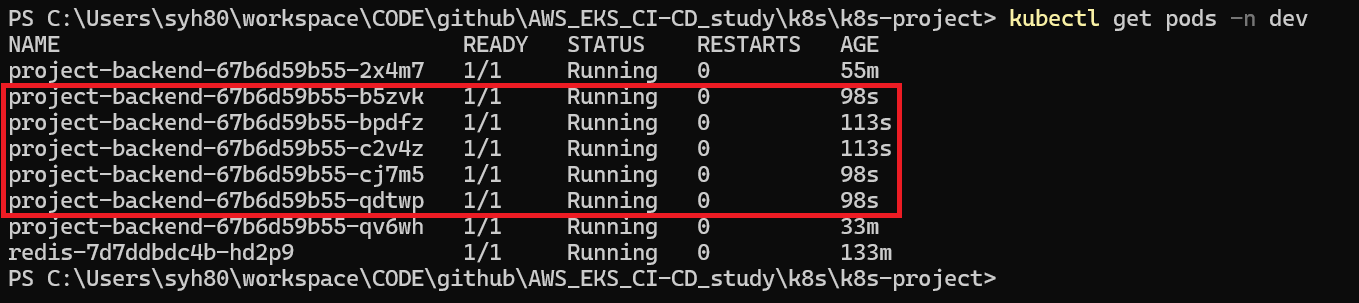 PS C:\Users\syh80\workspace\CODE\github\AWS_EKS_CI-CD_study\k8s\k8s-project> kubectl get pods -n dev
NAME READY STATUS RESTARTS AGE
project-backend-67b6d59b55-2x4m7 1/1 Running 0 55m
project-backend-67b6d59b55-b5zvk 1/1 Running 0 98s
project-backend-67b6d59b55-bpdfz 1/1 Running 0 113s
project-backend-67b6d59b55-c2v4z 1/1 Running 0 113s
project-backend-67b6d59b55-cj7m5 1/1 Running 0 98s
project-backend-67b6d59b55-qdtwp 1/1 Running 0 98s
project-backend-67b6d59b55-qv6wh 1/1 Running 0 33m
redis-7d7ddbdc4b-hd2p9 1/1 Running 0 133m
PS C:\Users\syh80\workspace\CODE\github\AWS_EKS_CI-CD_study\k8s\k8s-project>